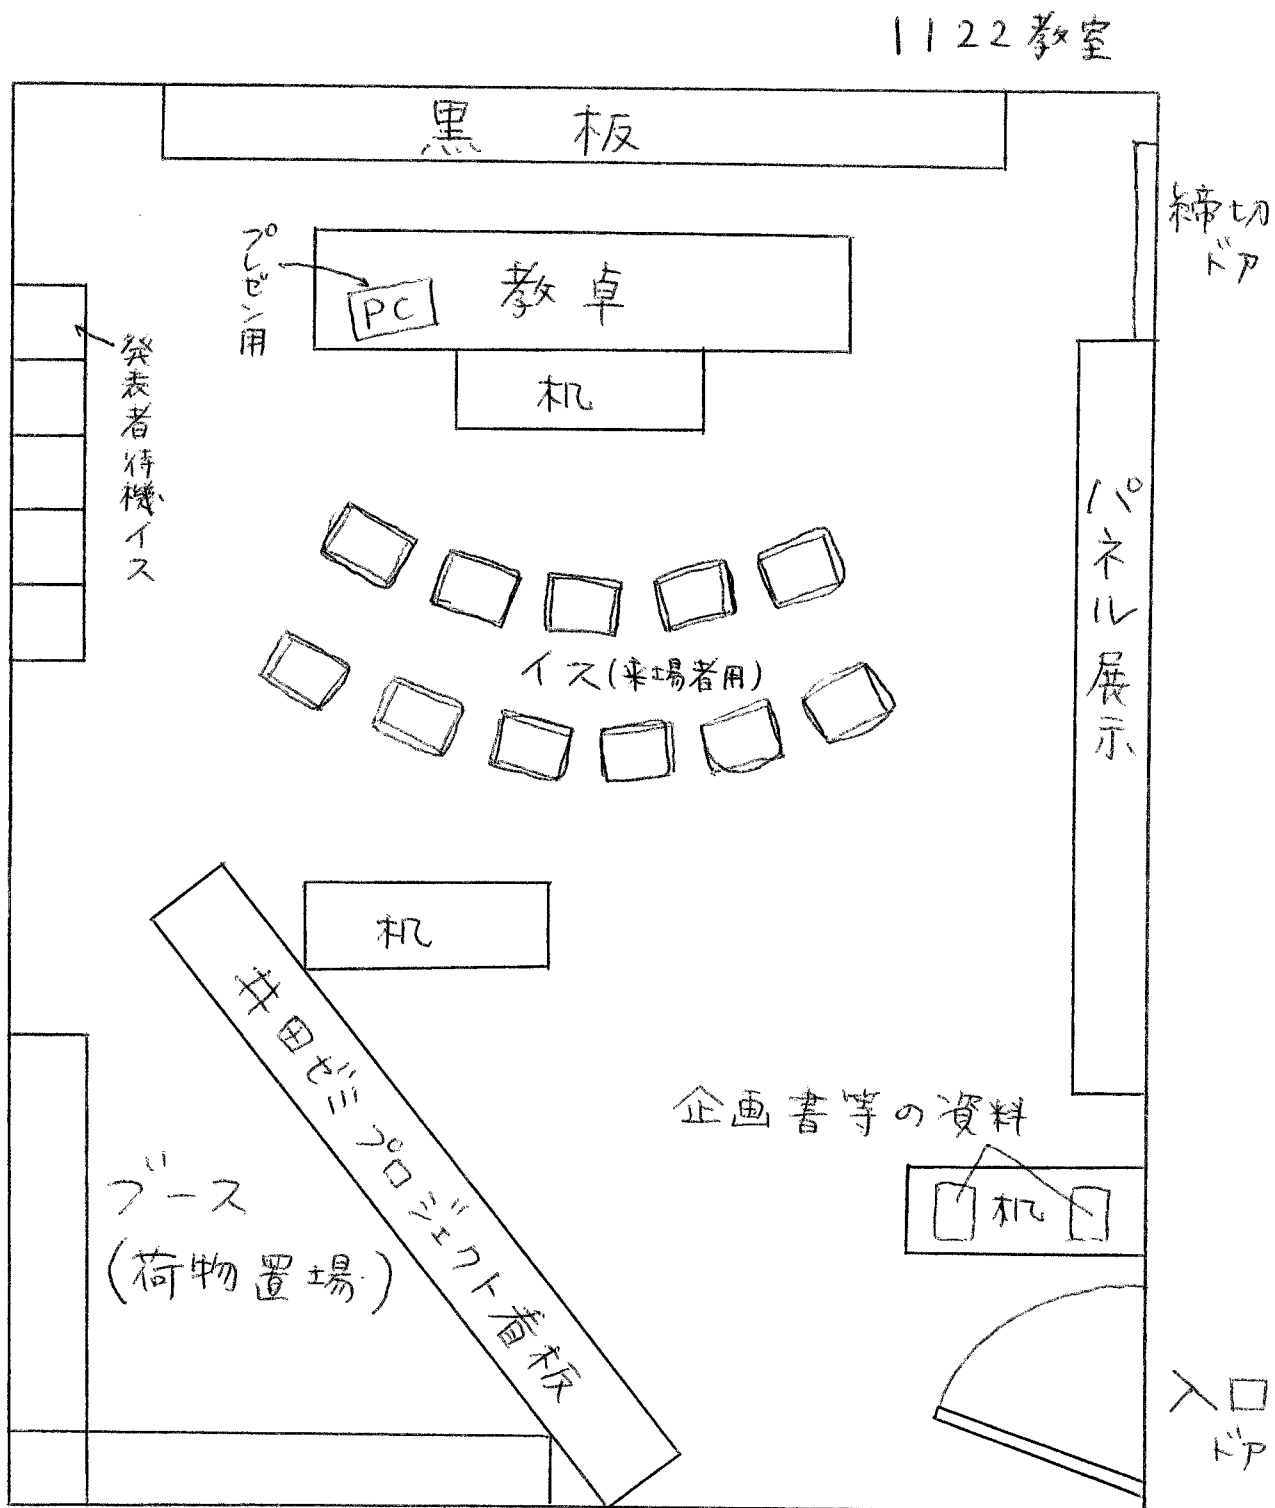 1122教室
黒板
締切
ドア
プレゼン用
PC
教卓
机
発表者待機イス
パネル展示
イス(来場者用)
机
井田ゼミプロジェクト看板
企画書等の資料
机
ブース
(荷物置場)
入口
ドア